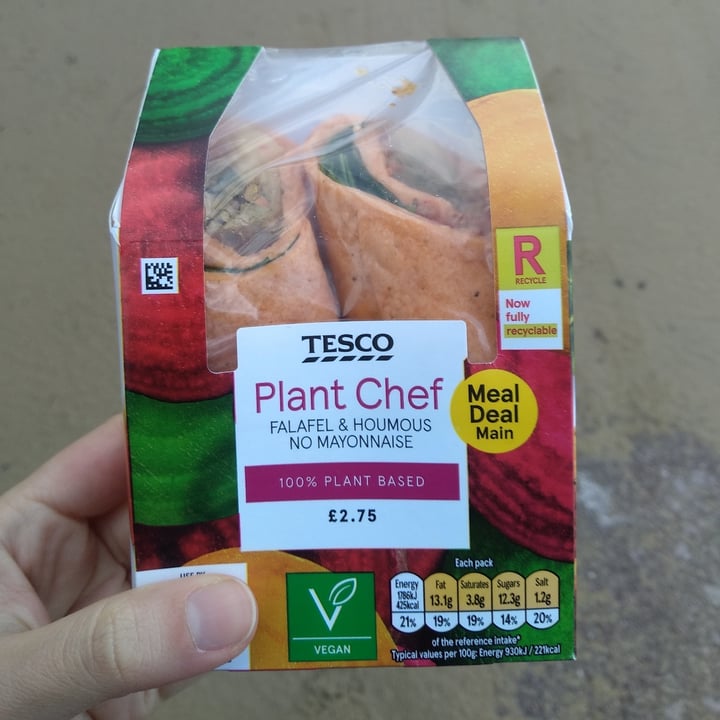 R
RECYCLE
Now
fully
recyclable
TESCO
Plant Chef
FALAFEL & HOUMOUS
NO MAYONNAISE
100% PLANT BASED
£2.75
Meal
Deal
Main
USE BY
V
VEGAN
Each pack
Energy
1786kJ
425kcal
21%
Fat
13.1g
19%
Saturates
3.8g
19%
Sugars
12.3g
14%
Salt
1.2g
20%
of the reference intake*
Typical values per 100g: Energy 930kJ / 221kcal